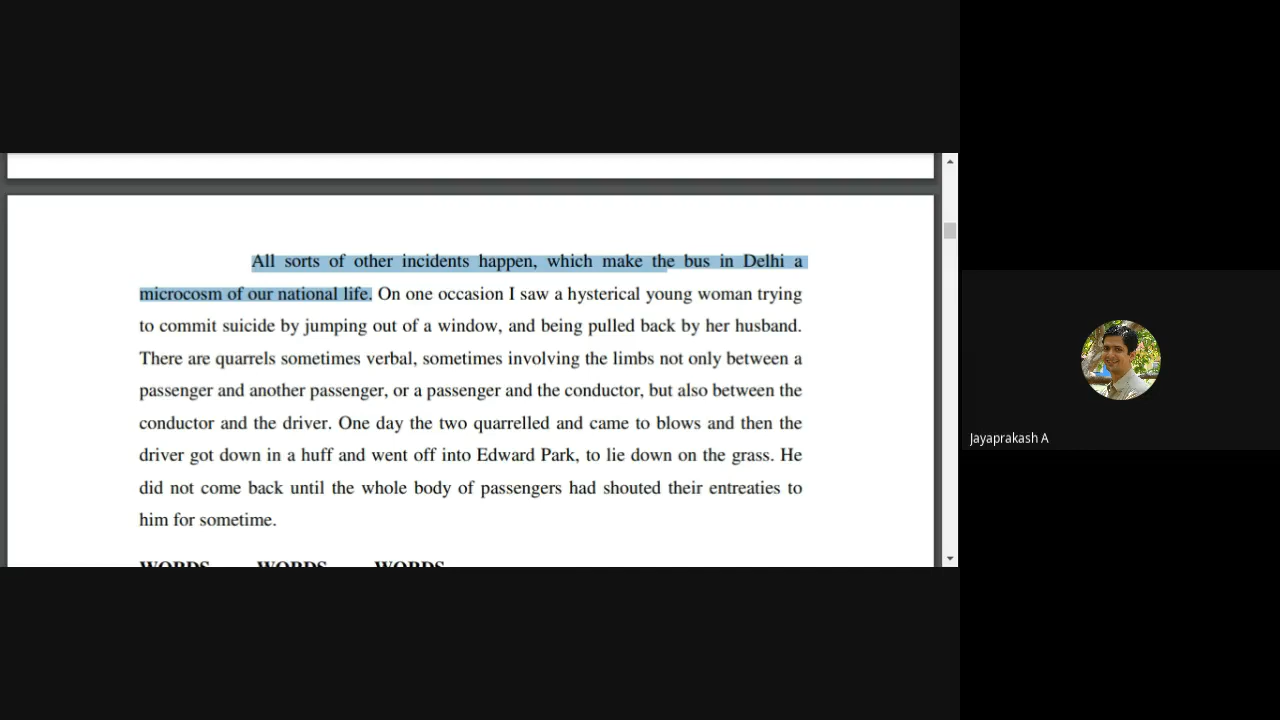 All sorts of other incidents happen, which make the bus in Delhi a
microcosm of our national life. On one occasion I saw a hysterical young woman trying
to commit suicide by jumping out of a window, and being pulled back by her husband.
There are quarrels sometimes verbal, sometimes involving the limbs not only between a
passenger and another passenger, or a passenger and the conductor, but also between the
conductor and the driver. One day the two quarrelled and came to blows and then the
driver got down in a huff and went off into Edward Park, to lie down on the grass. He
did not come back until the whole body of passengers had shouted their entreaties to
him for sometime.
WORDS WORDS WORDS
Jayaprakash A